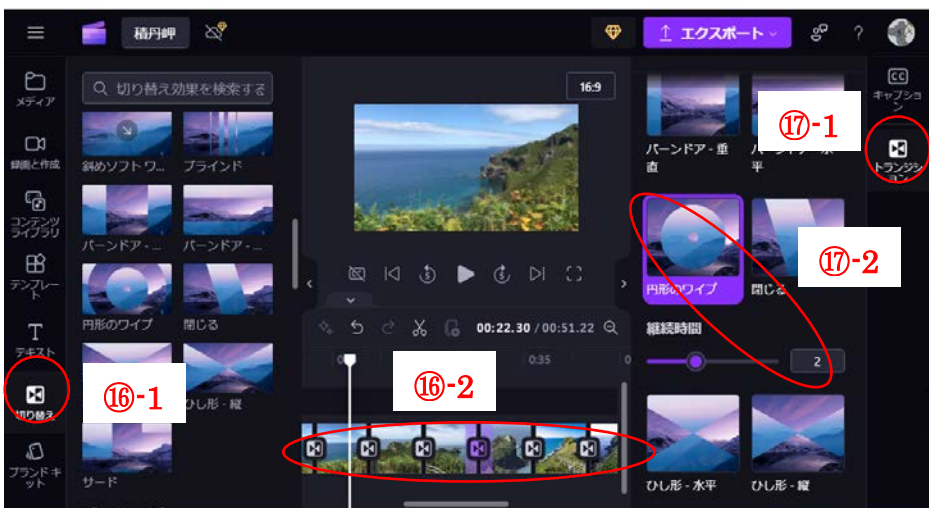 積丹岬
エクスポート
?
メディア
録画と作成
コンテンツ
ライブラリ
テンプレー
ト
T
テキスト
切り替え
ブランド キ
ット
切り替え効果を検索する
斜めソフト ワ...
ブラインド
バーンドア - ...
バーンドア - ...
円形のワイプ
閉じる
ひし形 - 縦
サード
⑯-1
16:9
5
5
00:22.30 / 00:51.22
0:35
0
⑯-2
バーンドア - 垂
直
平
⑰-1
円形のワイプ
閉じる
⑰-2
継続時間
2
ひし形 - 水平
ひし形 - 縦
CC
キャプショ
ン
トランジシ
ョン